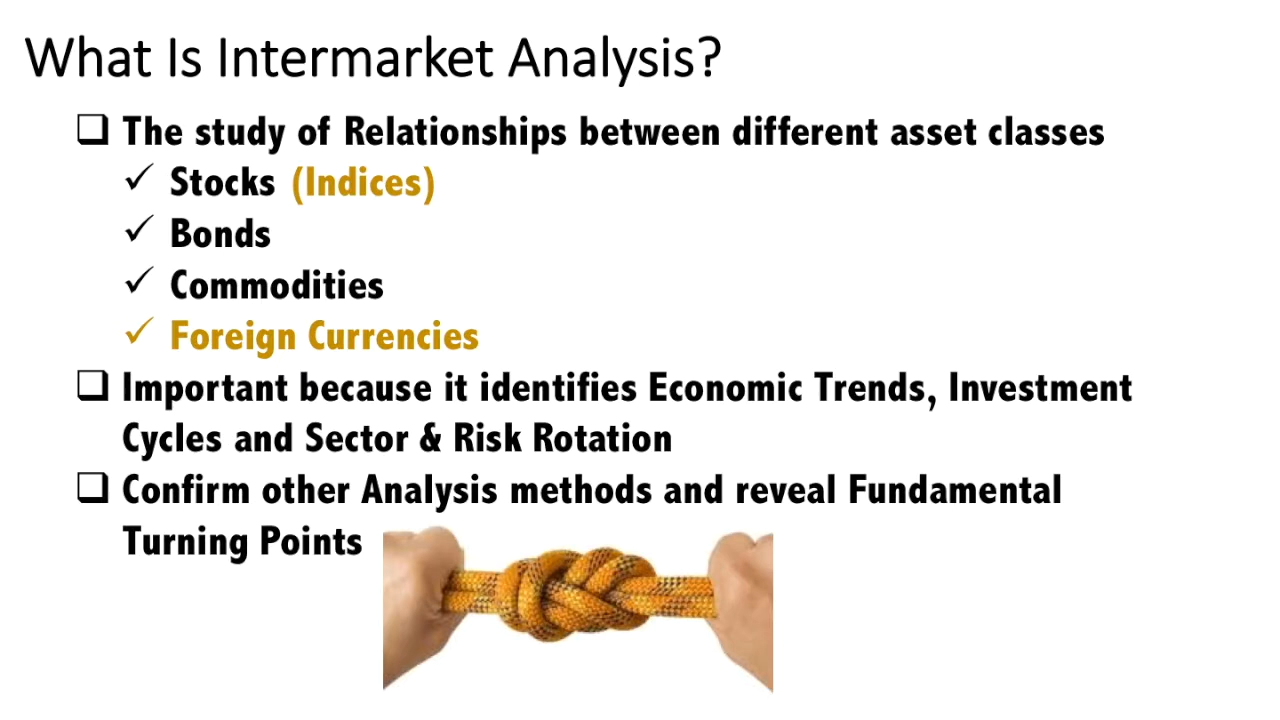 What Is Intermarket Analysis?
❑ The study of Relationships between different asset classes
✓ Stocks (Indices)
✓ Bonds
✓ Commodities
✓ Foreign Currencies
❑ Important because it identifies Economic Trends, Investment
Cycles and Sector & Risk Rotation
❑ Confirm other Analysis methods and reveal Fundamental
Turning Points